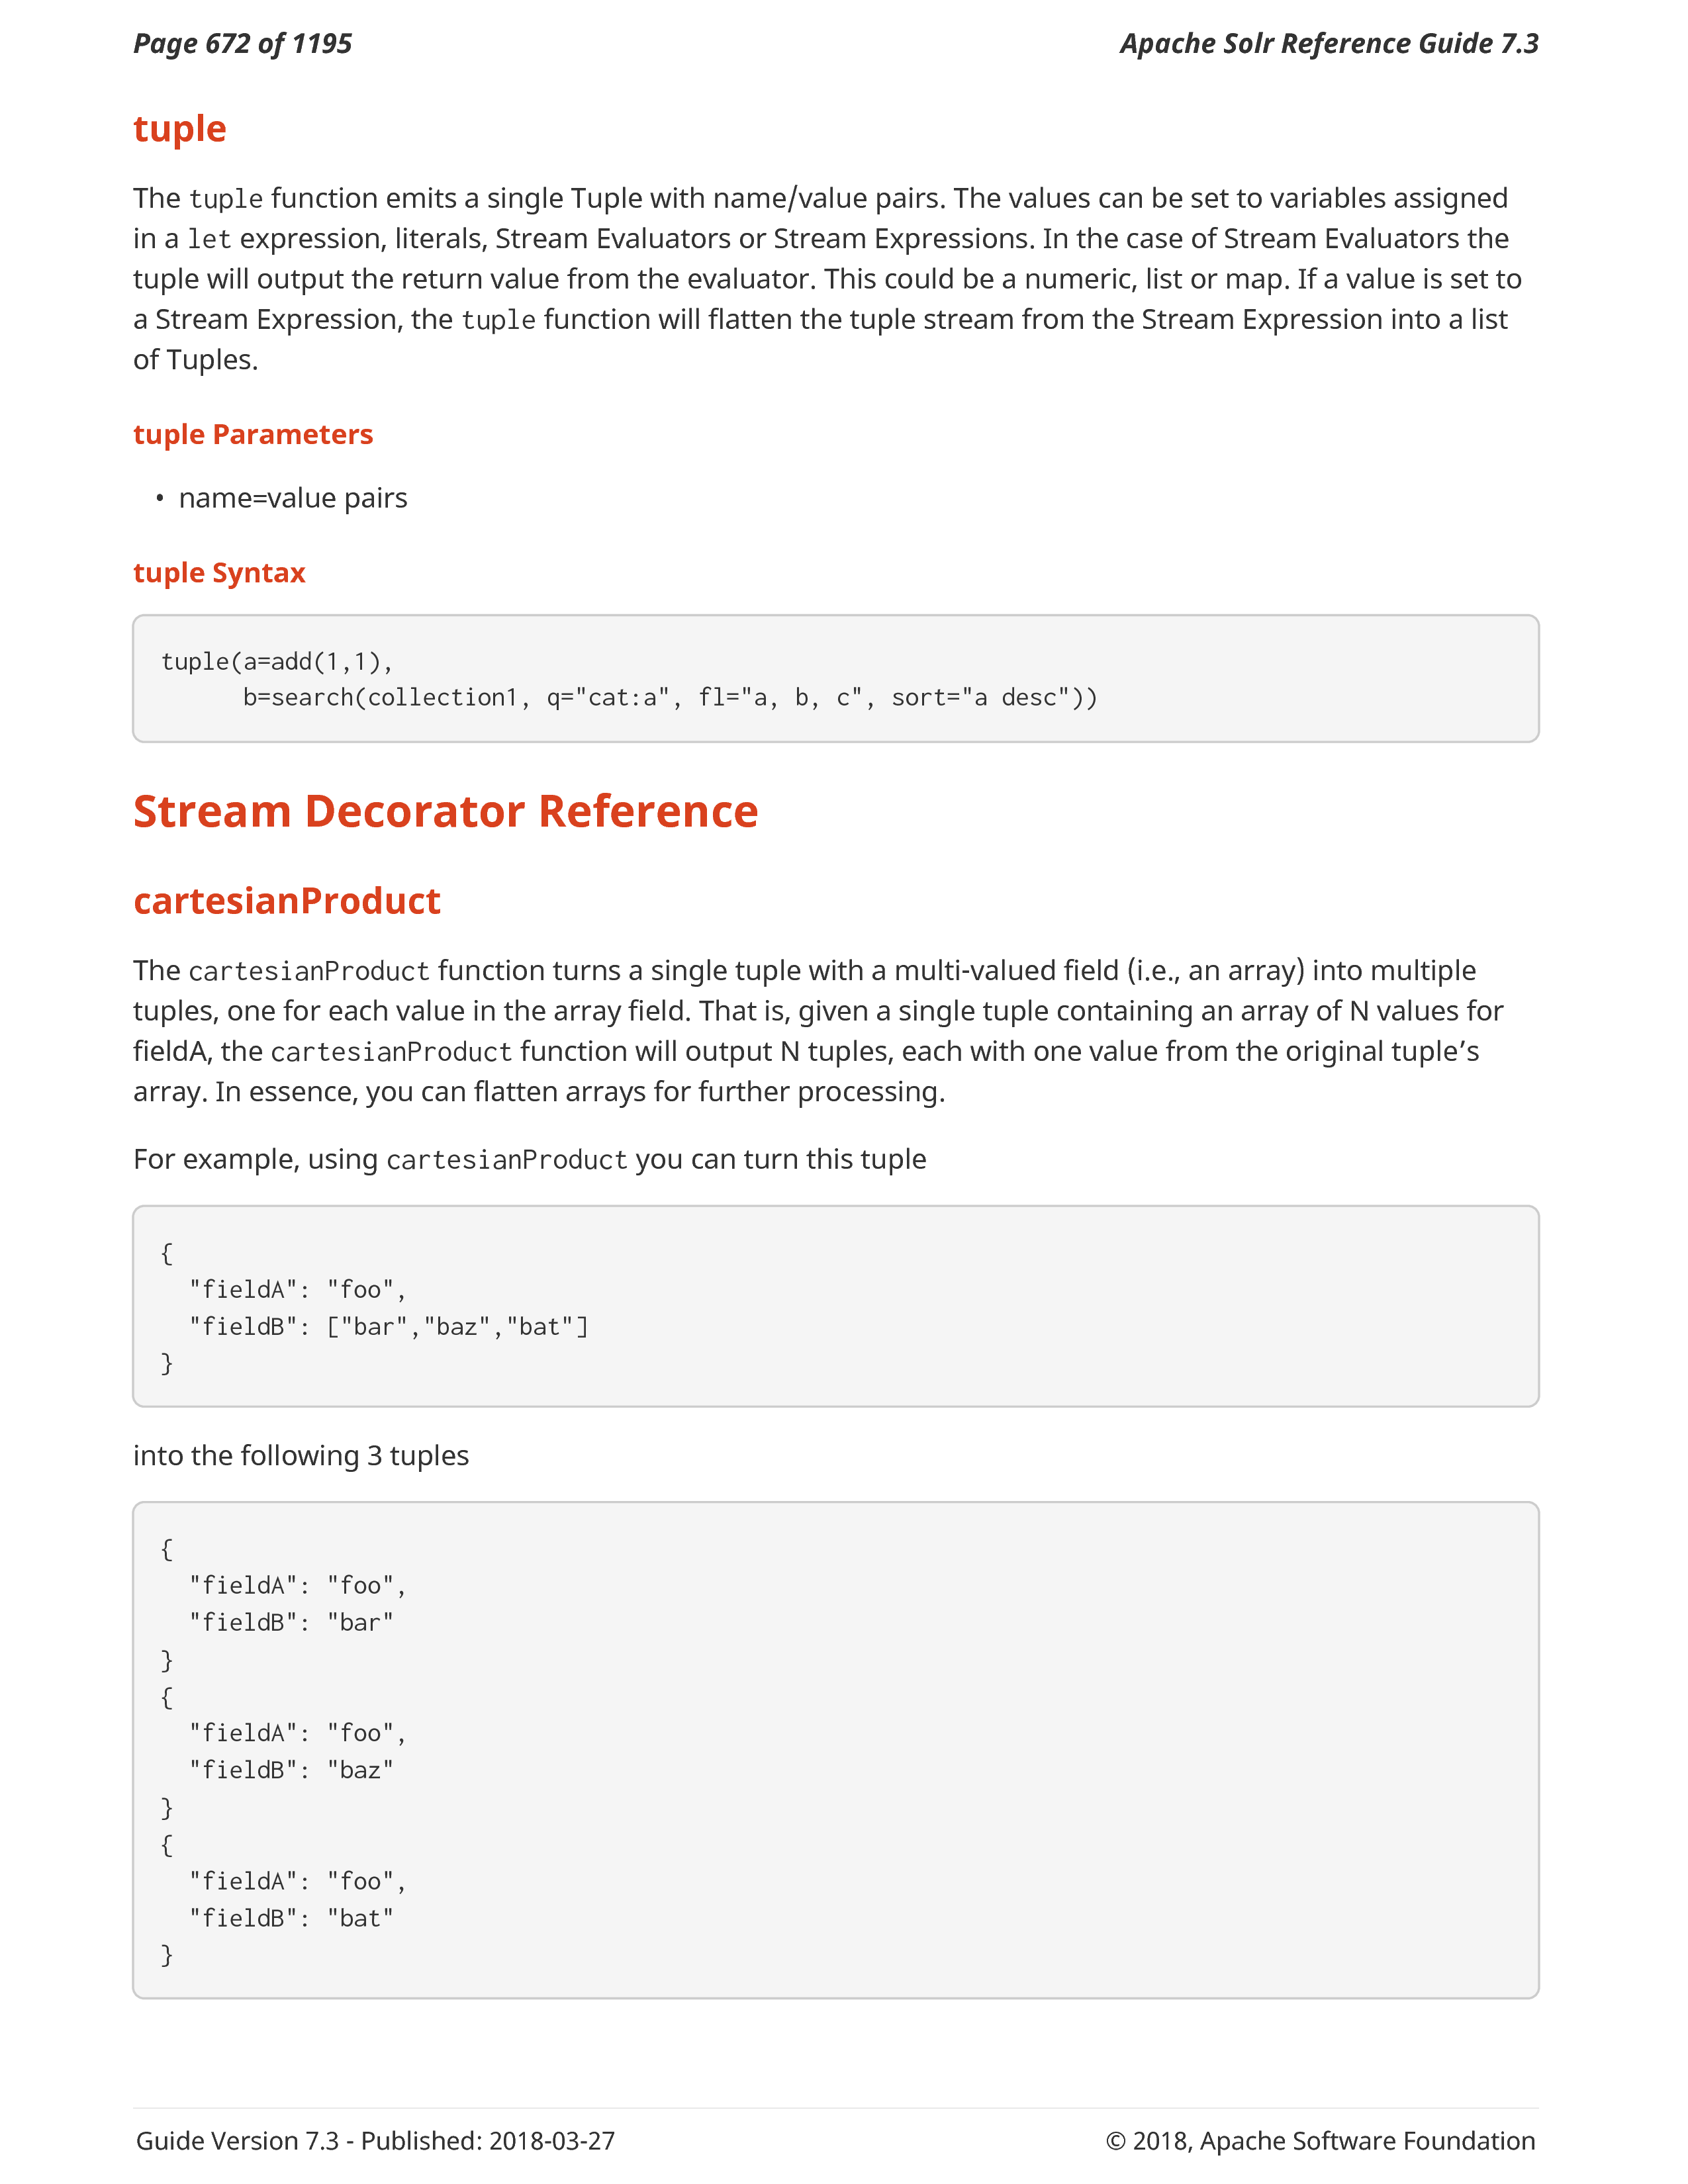 Page 672 of 1195
Apache Solr Reference Guide 7.3
tuple
The tuple function emits a single Tuple with name/value pairs. The values can be set to variables assigned
in a let expression, literals, Stream Evaluators or Stream Expressions. In the case of Stream Evaluators the
tuple will output the return value from the evaluator. This could be a numeric, list or map. If a value is set to
a Stream Expression, the tuple function will flatten the tuple stream from the Stream Expression into a list
of Tuples.
tuple Parameters
• name=value pairs
tuple Syntax
tuple(a=add(1,1),
      b=search(collection1, q="cat:a", fl="a, b, c", sort="a desc"))
Stream Decorator Reference
cartesianProduct
The cartesianProduct function turns a single tuple with a multi-valued field (i.e., an array) into multiple
tuples, one for each value in the array field. That is, given a single tuple containing an array of N values for
fieldA, the cartesianProduct function will output N tuples, each with one value from the original tuple’s
array. In essence, you can flatten arrays for further processing.
For example, using cartesianProduct you can turn this tuple
{
  "fieldA": "foo",
  "fieldB": ["bar","baz","bat"]
}
into the following 3 tuples
{
  "fieldA": "foo",
  "fieldB": "bar"
}
{
  "fieldA": "foo",
  "fieldB": "baz"
}
{
  "fieldA": "foo",
  "fieldB": "bat"
}
Guide Version 7.3 - Published: 2018-03-27
© 2018, Apache Software Foundation